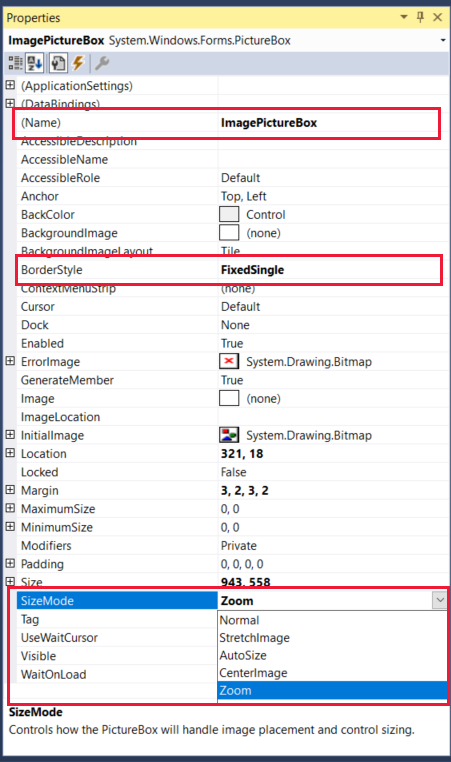 Properties
ImagePictureBox System.Windows.Forms.PictureBox
(ApplicationSettings)
(DataBindings)
(Name) ImagePictureBox
AccessibleDescription
AccessibleName
AccessibleRole Default
Anchor Top, Left
BackColor Control
BackgroundImage (none)
BackgroundImageLayout Tile
BorderStyle FixedSingle
ContextMenuStrip (none)
Cursor Default
Dock None
Enabled True
ErrorImage System.Drawing.Bitmap
GenerateMember True
Image (none)
ImageLocation
InitialImage System.Drawing.Bitmap
Location 321, 18
Locked False
Margin 3, 2, 3, 2
MaximumSize 0, 0
MinimumSize 0, 0
Modifiers Private
Padding 0, 0, 0, 0
Size 943, 558
SizeMode Zoom
Tag Normal
UseWaitCursor StretchImage
Visible AutoSize
WaitOnLoad CenterImage
Zoom
SizeMode
Controls how the PictureBox will handle image placement and control sizing.